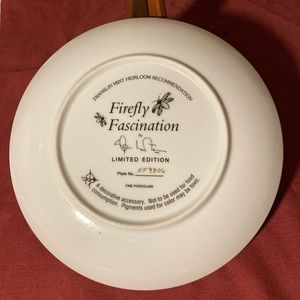 FRANKLIN MINT HEIRLOOM RECOMMENDATION
Firefly
Fascination
by
LIMITED EDITION
Plate No.
FINE PORCELAIN
A decorative accessory. Not to be used for food
consumption. Pigments used for color may be toxic.